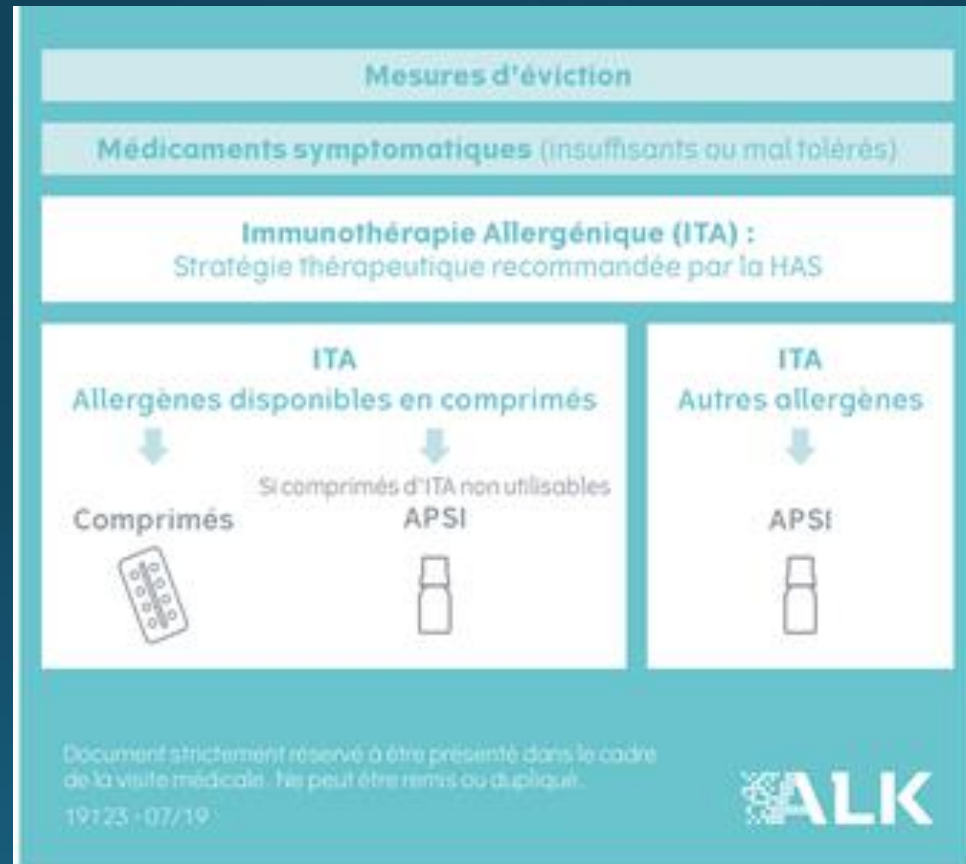 Mesures d'éviction
Médicaments symptomatiques (insuffisants ou mal tolérés)
Immunothérapie Allergénique (ITA) :
Stratégie thérapeutique recommandée par la HAS
ITA
Allergènes disponibles en comprimés
Comprimés
Si comprimés d'ITA non utilisables
APSI
ITA
Autres allergènes
APSI
Document strictement réservé à être présenté dans le cadre
de la visite médicale. Ne peut être remis ou dupliqué.
19123 - 07/19
ALK